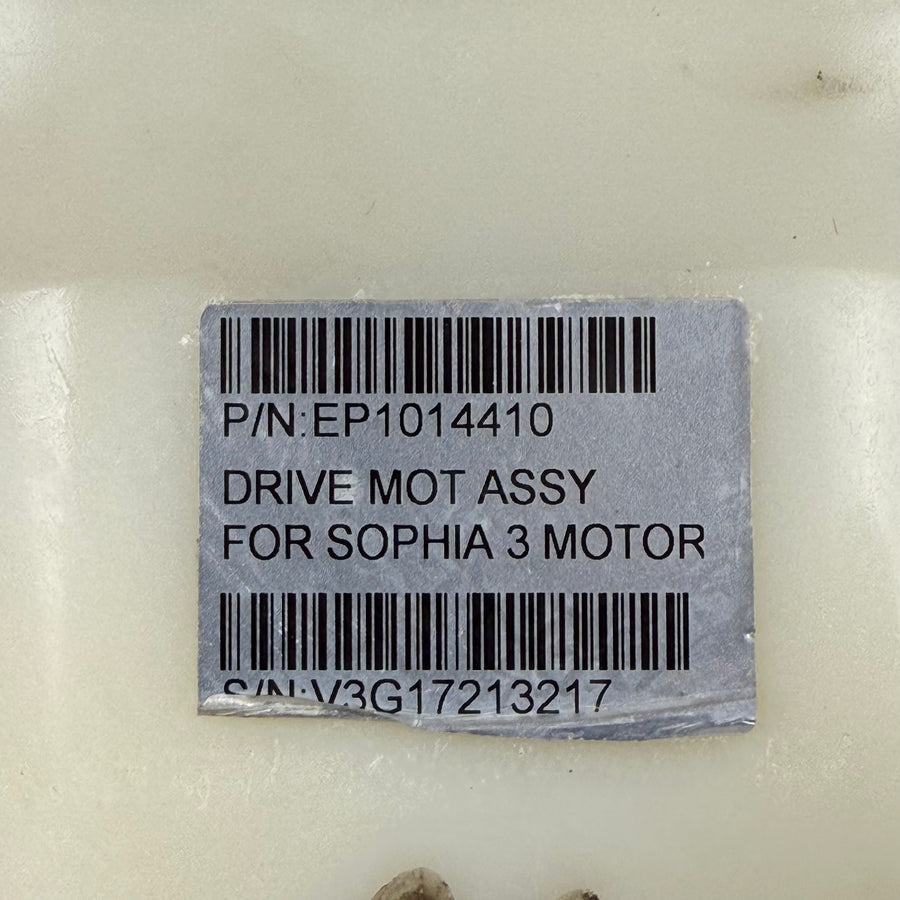 P/N:EP1014410
DRIVE MOT ASSY
FOR SOPHIA 3 MOTOR
S/N:V3G17213217